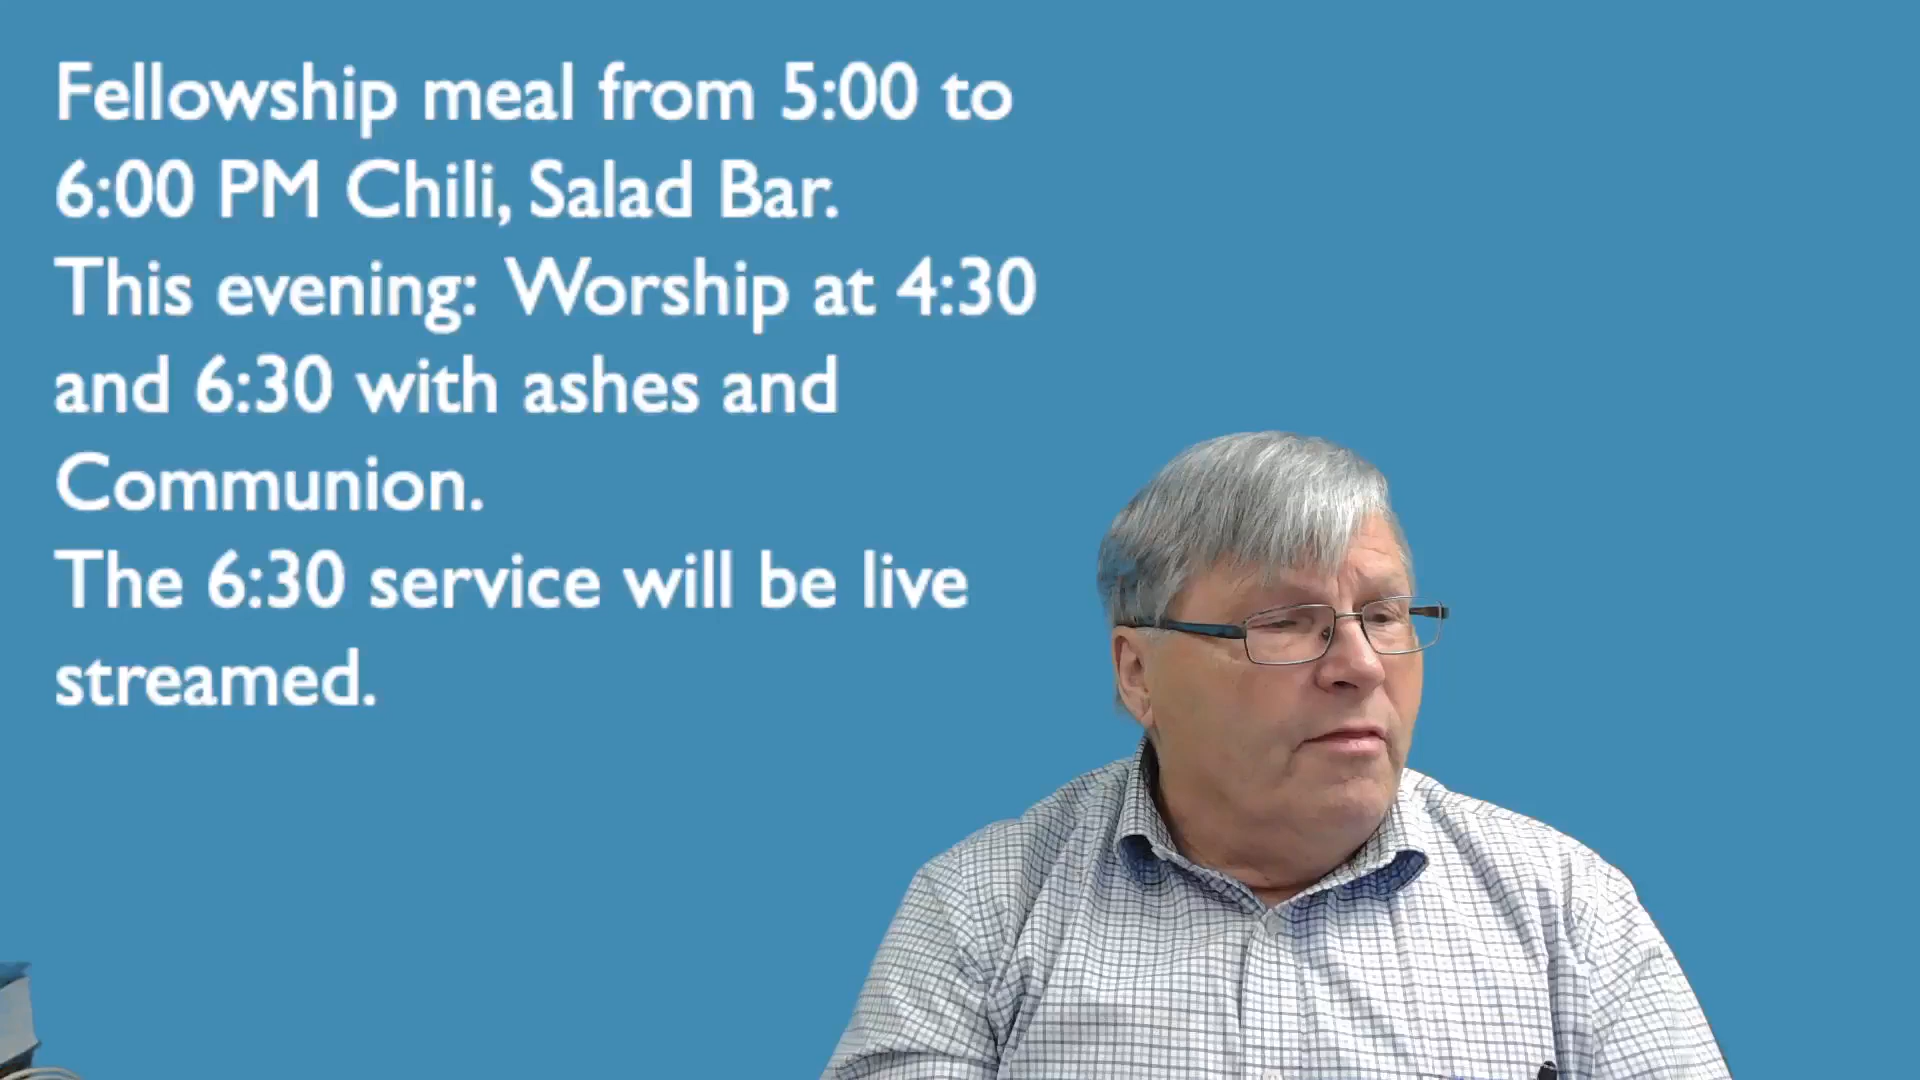 Fellowship meal from 5:00 to
6:00 PM Chili, Salad Bar.
This evening: Worship at 4:30
and 6:30 with ashes and
Communion.
The 6:30 service will be live
streamed.